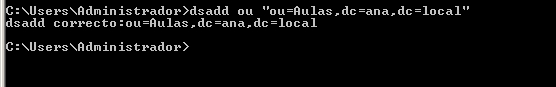 C:\Users\Administrador>dsadd ou "ou=Aulas,dc=ana,dc=local"
dsadd correcto:ou=Aulas,dc=ana,dc=local
C:\Users\Administrador>